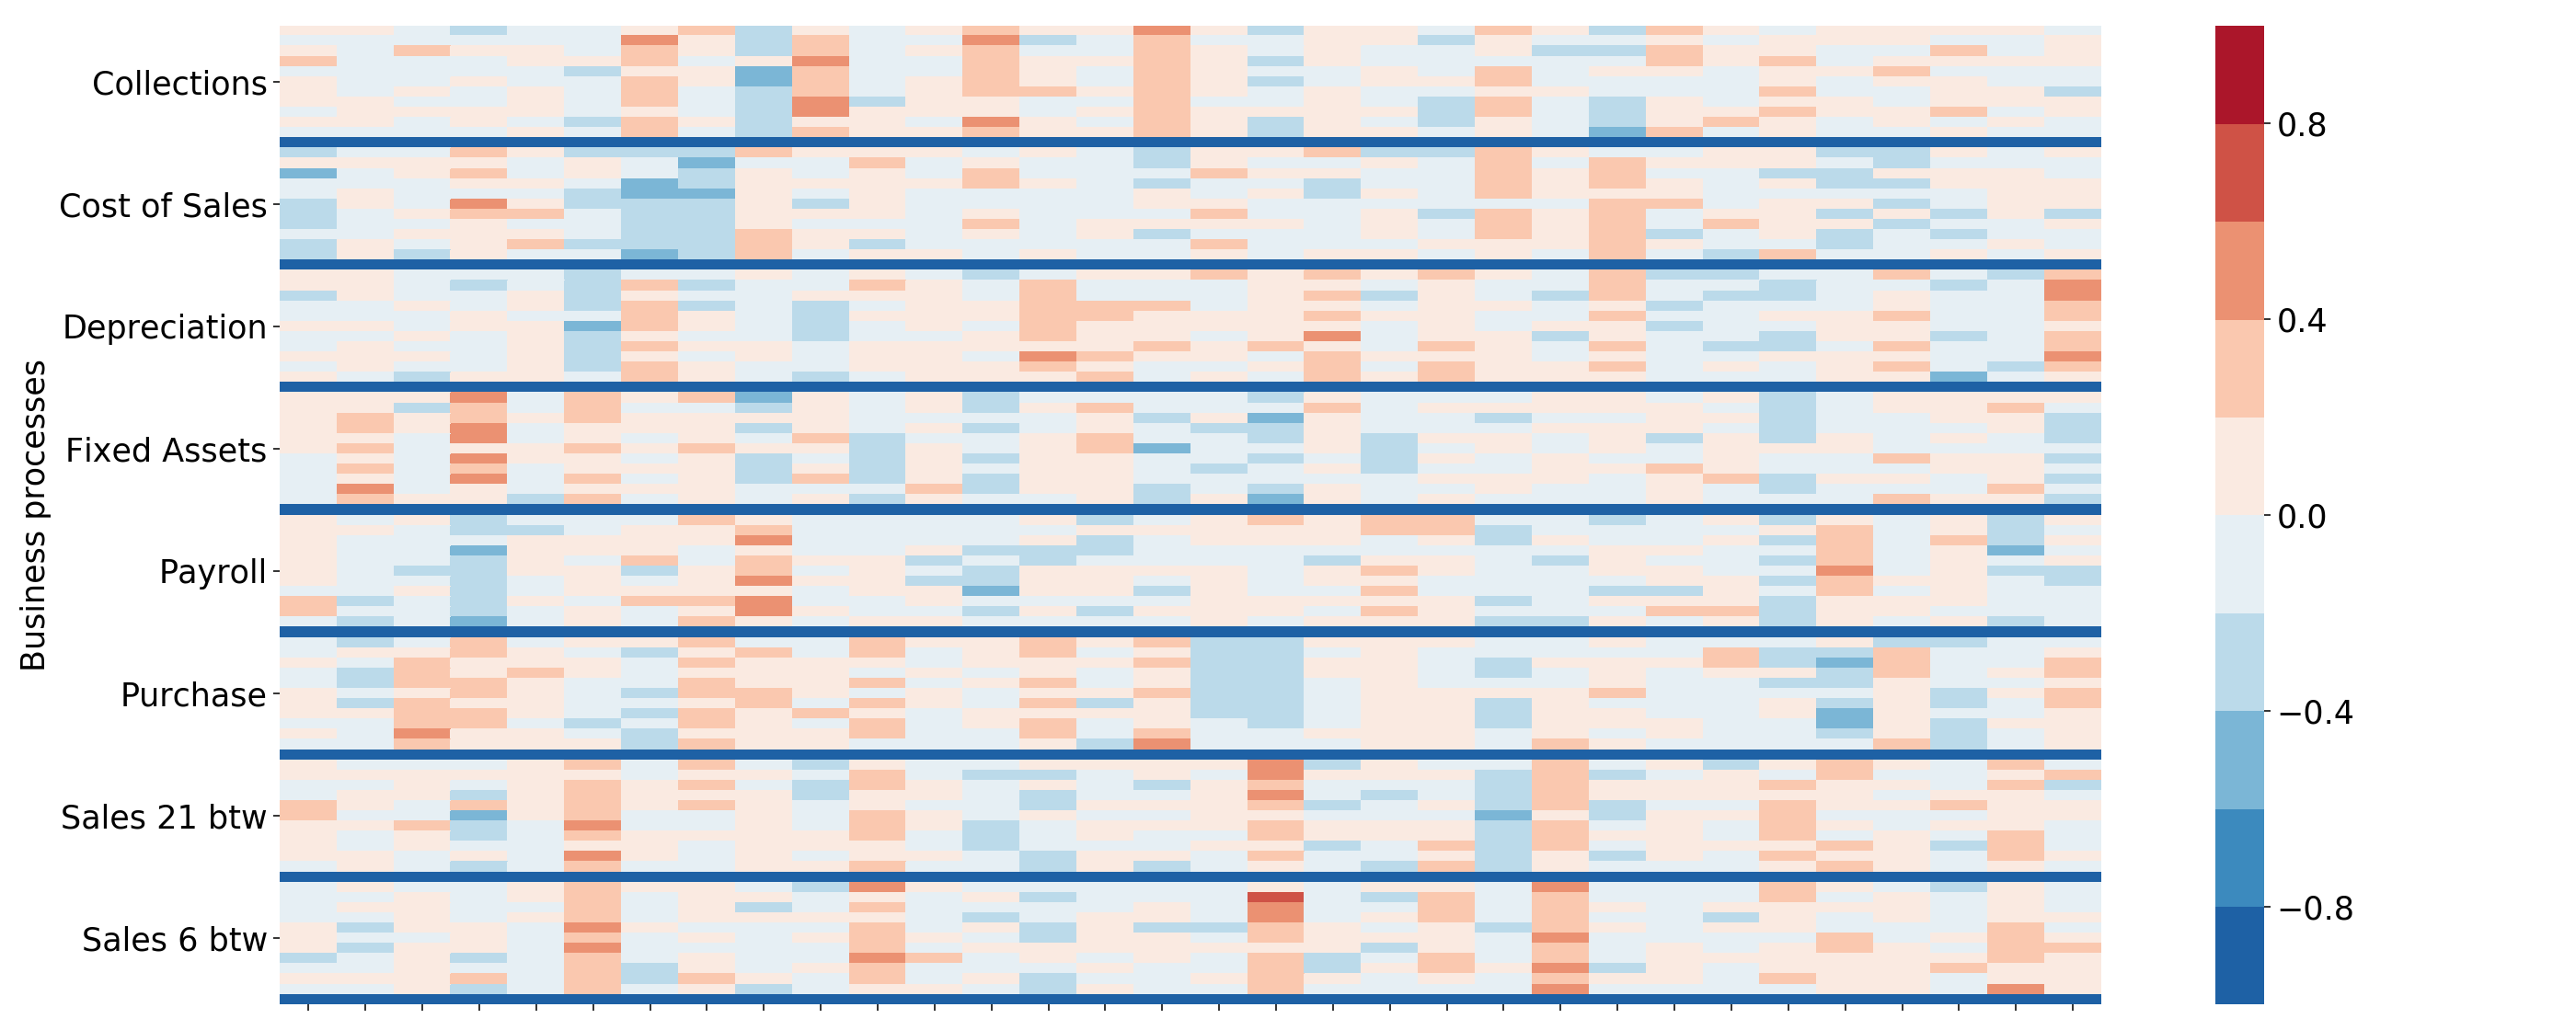 Business processes
Collections
Cost of Sales
Depreciation
Fixed Assets
Payroll
Purchase
Sales 21 btw
Sales 6 btw
0.8
0.4
0.0
−0.4
−0.8